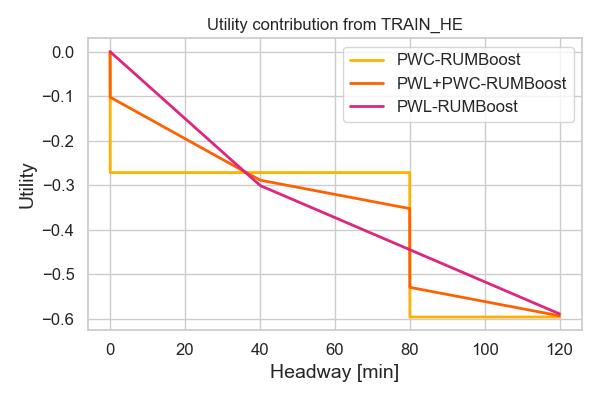 Utility contribution from TRAIN_HE
PWC-RUMBoost
PWL+PWC-RUMBoost
PWL-RUMBoost
Utility
0.0
−0.1
−0.2
−0.3
−0.4
−0.5
−0.6
0 20 40 60 80 100 120
Headway [min]